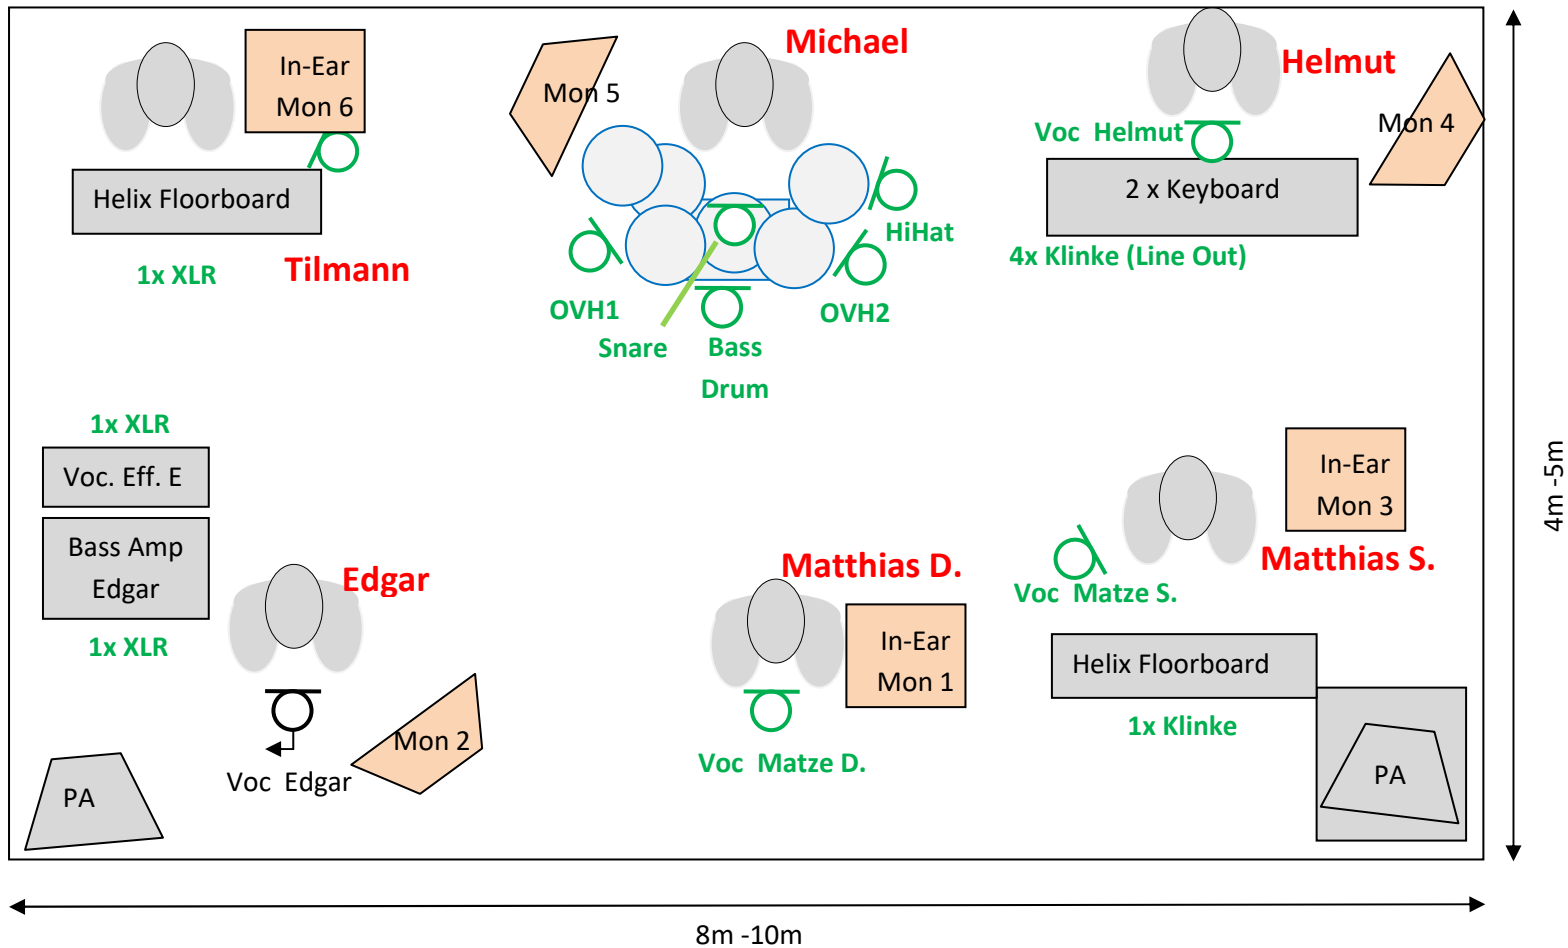 Michael
Helmut
In-Ear
Mon 6
Mon 5
Mon 4
Voc  Helmut
Helix Floorboard
2 x Keyboard
HiHat
1x XLR
Tilmann
4x Klinke (Line Out)
OVH1
OVH2
Snare
Bass
Drum
1x XLR
Voc. Eff. E
Bass Amp
Edgar
1x XLR
Edgar
Matthias D.
In-Ear
Mon 3
Matthias S.
Voc  Matze S.
In-Ear
Mon 1
Helix Floorboard
1x Klinke
Mon 2
Voc  Edgar
Voc  Matze D.
PA
PA
4m -5m
8m -10m